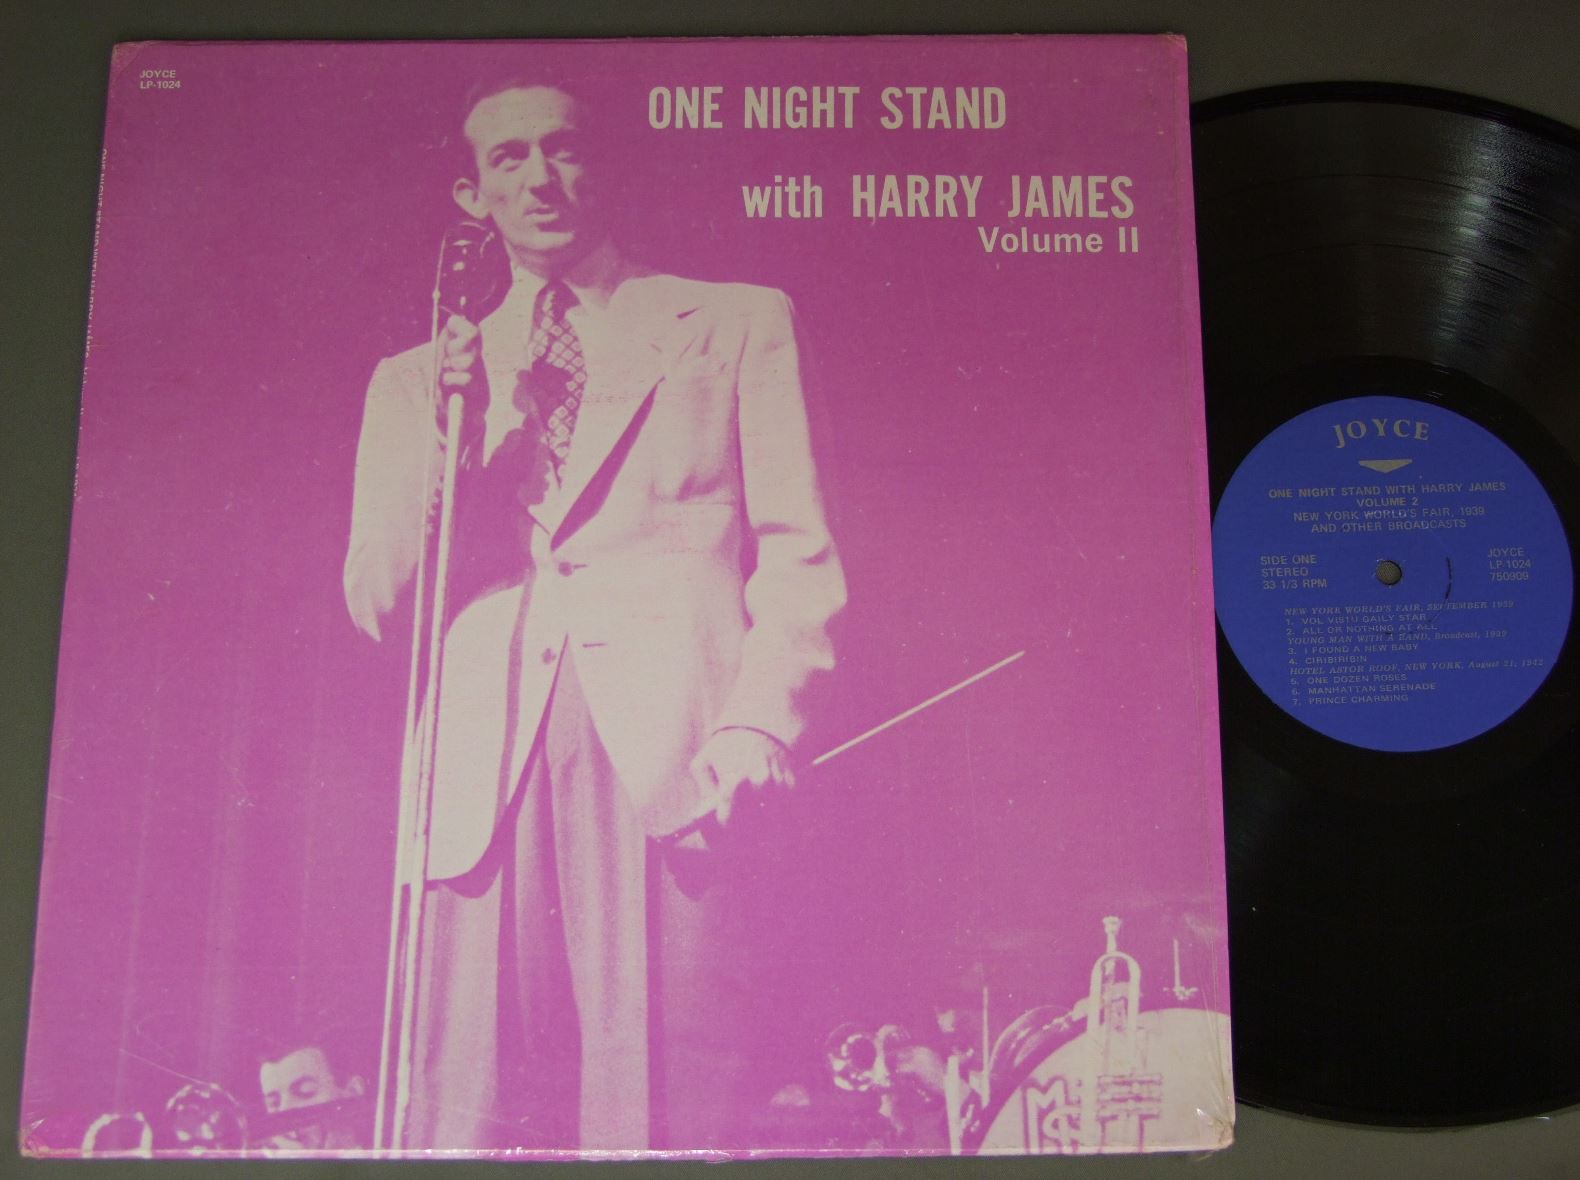 JOYCE
LP-1024
ONE NIGHT STAND
with HARRY JAMES
Volume II
JOYCE
ONE NIGHT STAND WITH HARRY JAMES
VOLUME 2
NEW YORK WORLD'S FAIR, 1939
AND OTHER BROADCASTS
SIDE ONE
STEREO
33 1/3 RPM
JOYCE
LP-1024
750909
NEW YORK WORLD'S FAIR, SEPTEMBER 1939
1. VOL VISTU GAILY STAR
2. ALL OR NOTHING AT ALL
YOUNG MAN WITH A BAND, Broadcast, 1939
3. I FOUND A NEW BABY
4. CIRIBIRIBIN
HOTEL ASTOR ROOF, NEW YORK, August 21, 1942
5. ONE DOZEN ROSES
6. MANHATTAN SERENADE
7. PRINCE CHARMING